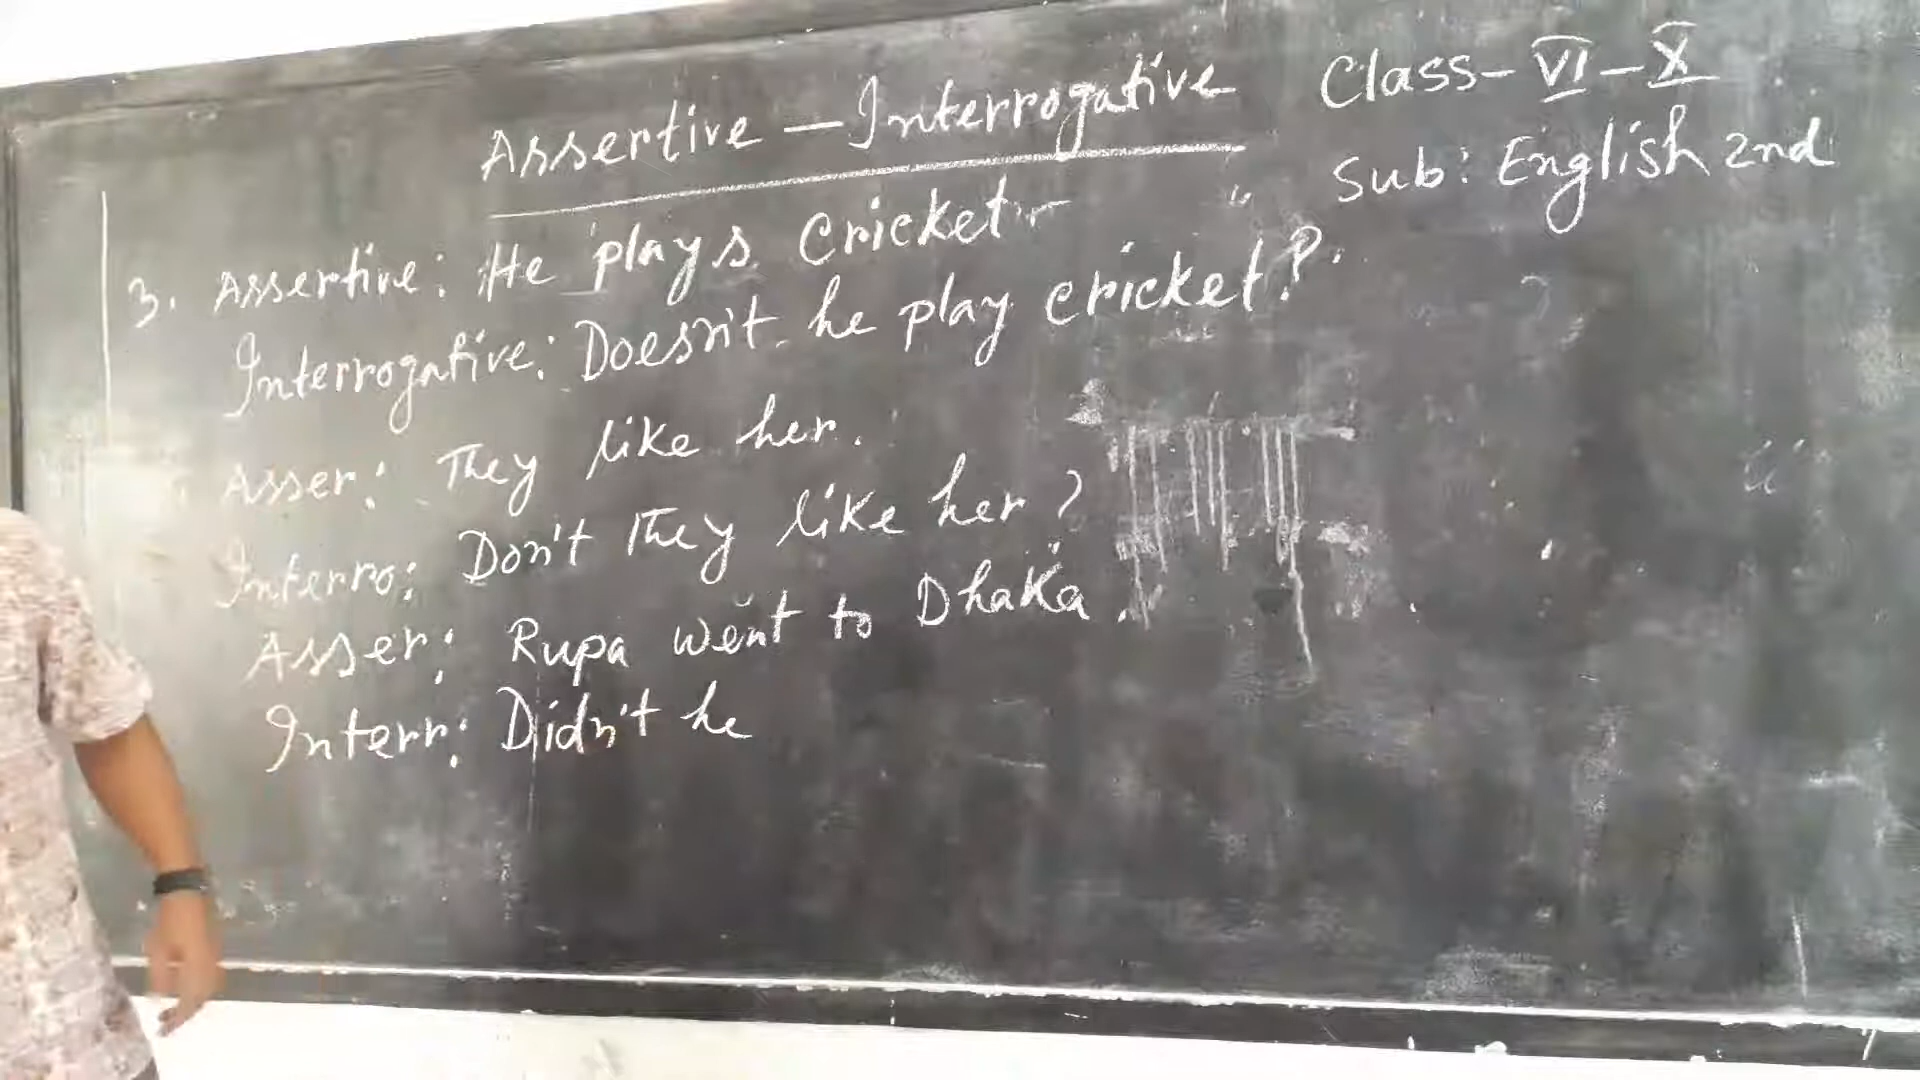 Assertive – Interrogative
Class - VI - X
Sub: English 2nd
3. Assertive: He plays Cricket
Interrogative: Doesn't he play cricket?
Asser: They like her.
Interro: Don't they like her?
Asser: Rupa went to Dhaka.
Interr: Didn't he